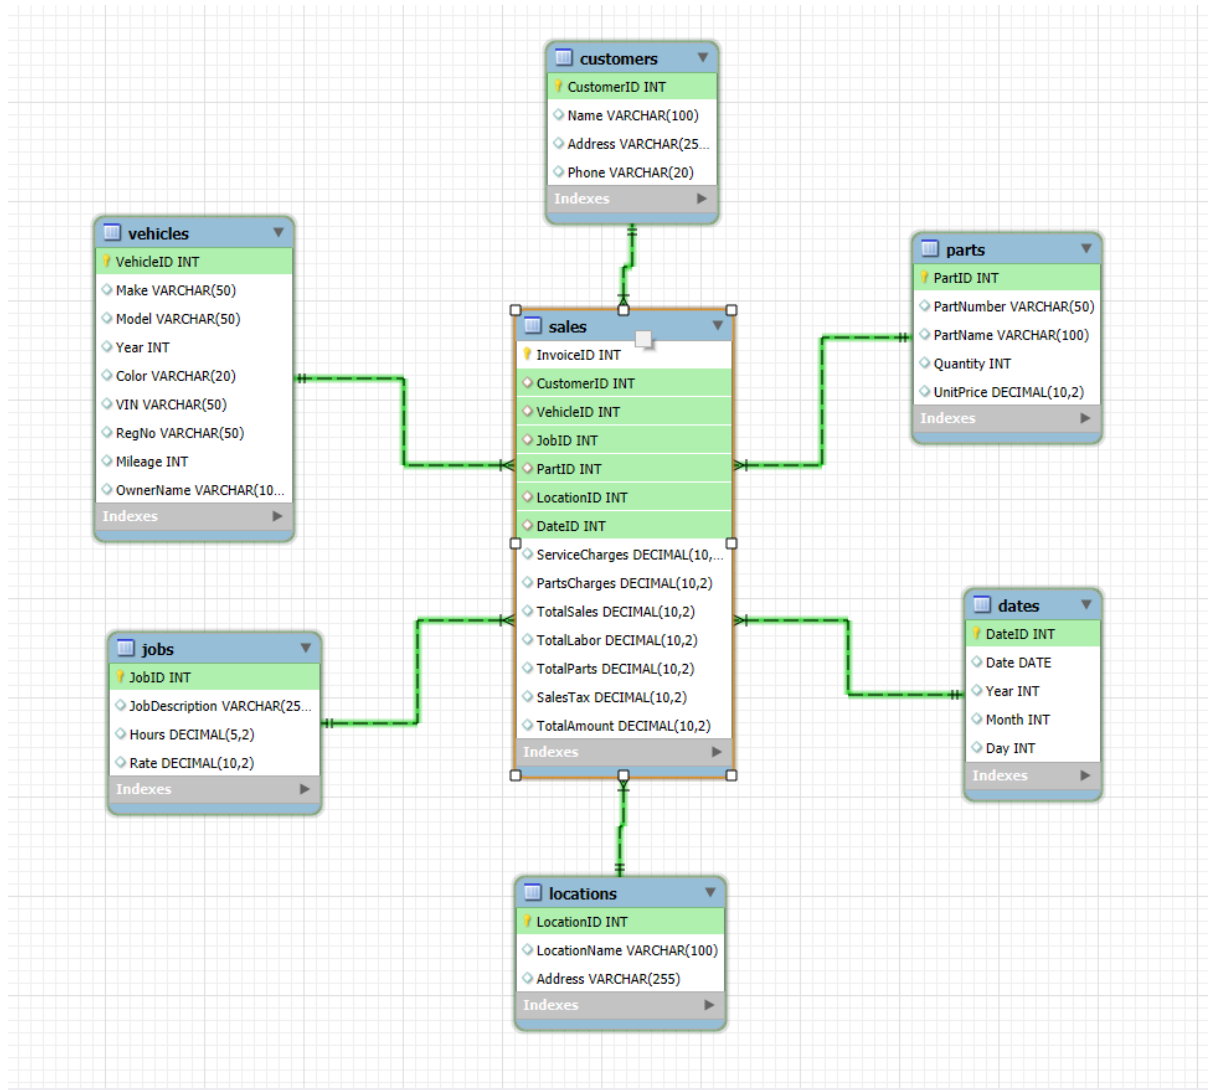 customers
CustomerID INT
Name VARCHAR(100)
Address VARCHAR(25...
Phone VARCHAR(20)
Indexes
vehicles
VehicleID INT
Make VARCHAR(50)
Model VARCHAR(50)
Year INT
Color VARCHAR(20)
VIN VARCHAR(50)
RegNo VARCHAR(50)
Mileage INT
OwnerName VARCHAR(10...
Indexes
parts
PartID INT
PartNumber VARCHAR(50)
PartName VARCHAR(100)
Quantity INT
UnitPrice DECIMAL(10,2)
Indexes
sales
InvoiceID INT
CustomerID INT
VehicleID INT
JobID INT
PartID INT
LocationID INT
DateID INT
ServiceCharges DECIMAL(10,...
PartsCharges DECIMAL(10,2)
TotalSales DECIMAL(10,2)
TotalLabor DECIMAL(10,2)
TotalParts DECIMAL(10,2)
SalesTax DECIMAL(10,2)
TotalAmount DECIMAL(10,2)
Indexes
jobs
JobID INT
JobDescription VARCHAR(25...
Hours DECIMAL(5,2)
Rate DECIMAL(10,2)
Indexes
dates
DateID INT
Date DATE
Year INT
Month INT
Day INT
Indexes
locations
LocationID INT
LocationName VARCHAR(100)
Address VARCHAR(255)
Indexes